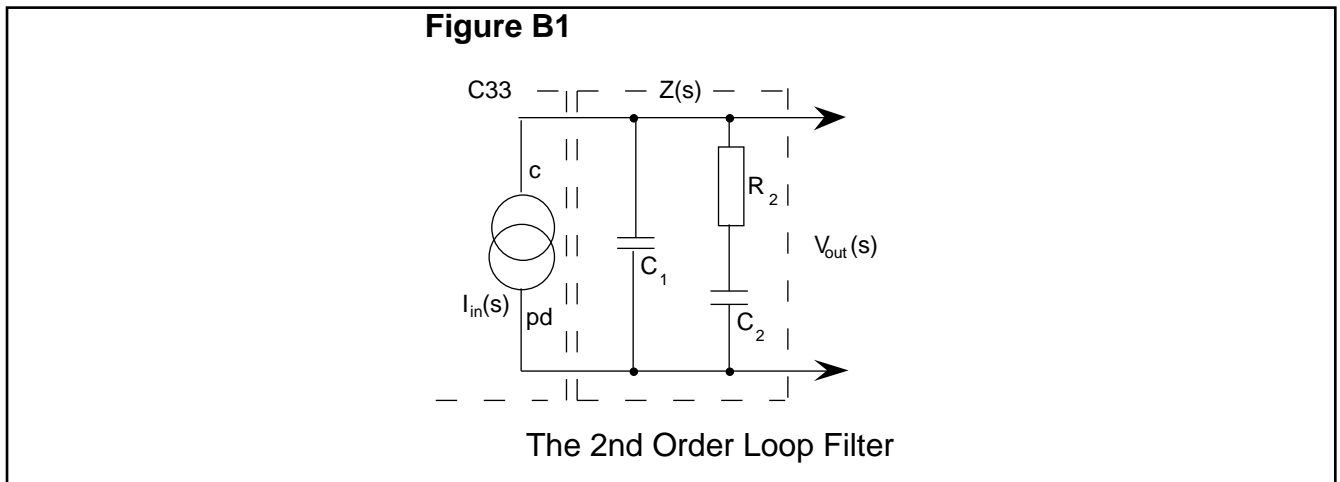 Figure B1
C33
Z(s)
c
R2
C1
Vout(s)
Iin(s)
pd
C2
The 2nd Order Loop Filter